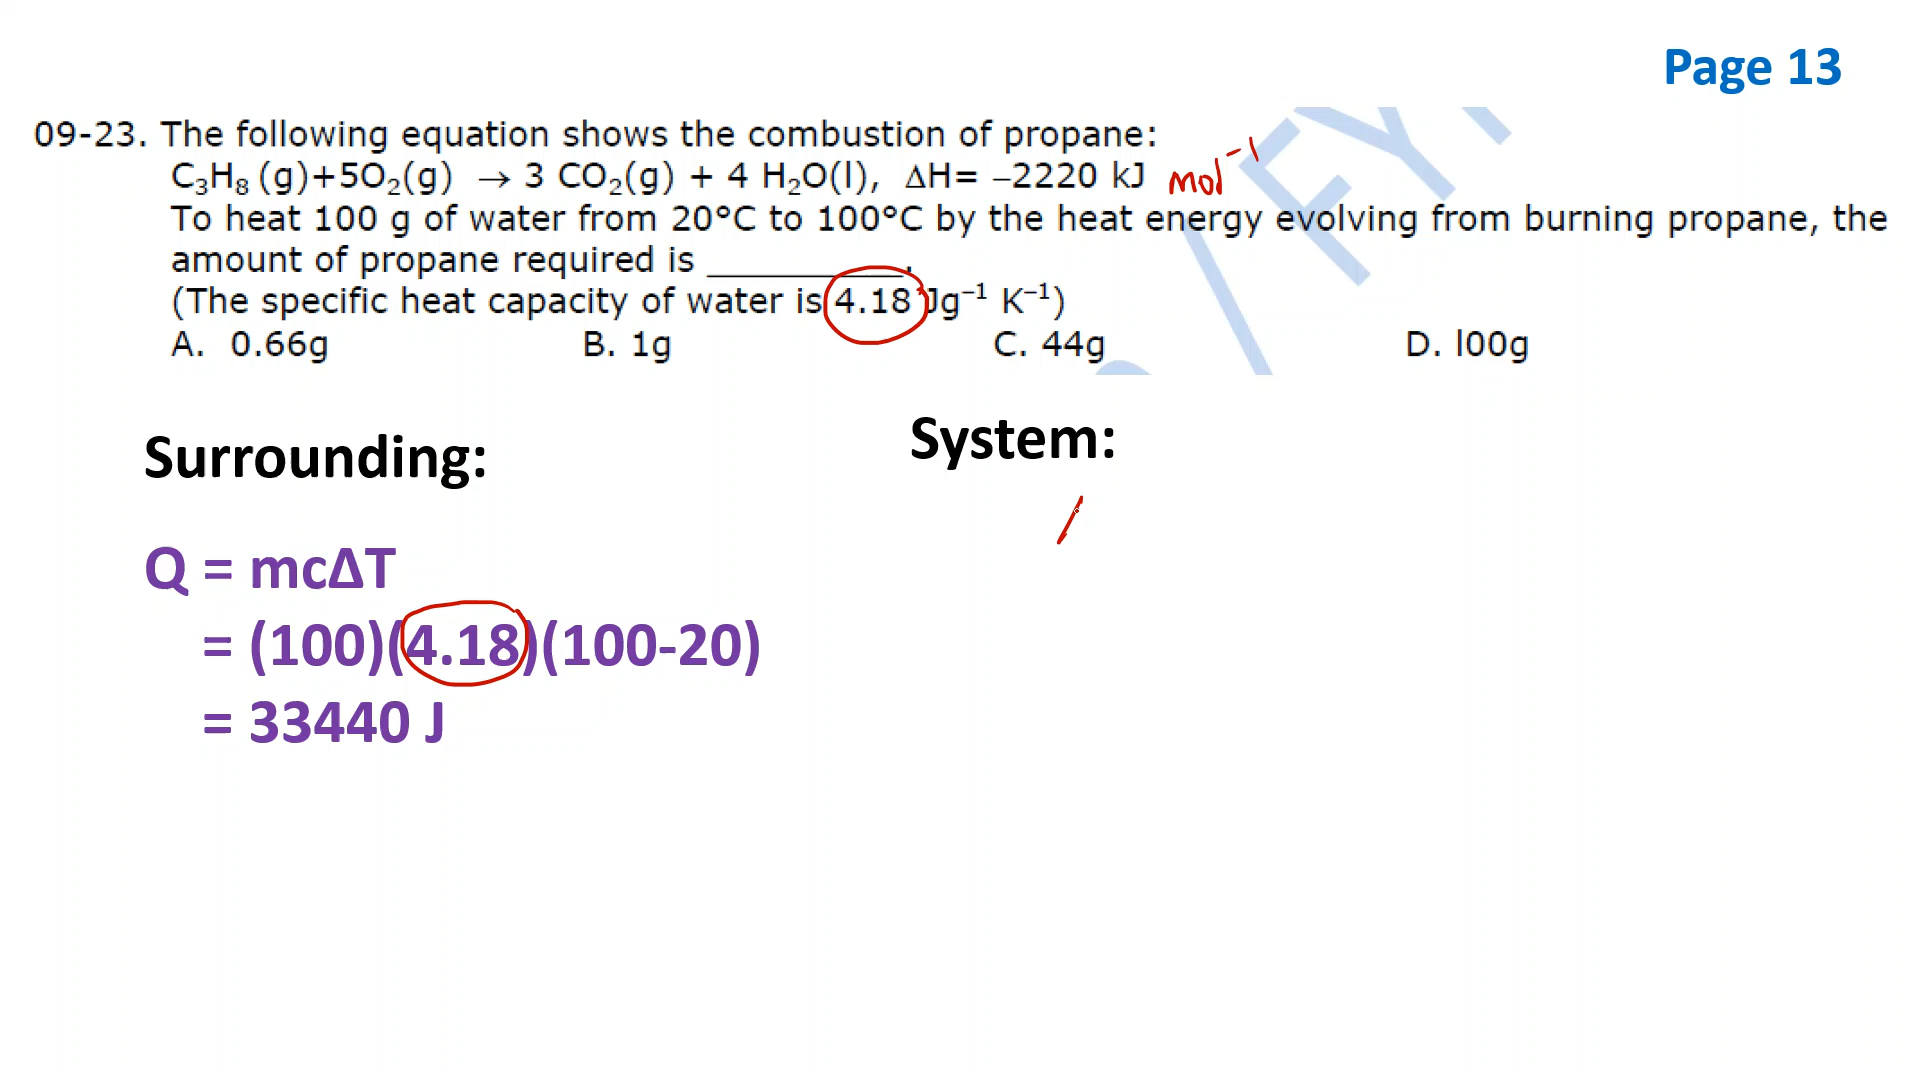 Page 13
09-23. The following equation shows the combustion of propane:
C₃H₈ (g)+5O₂(g) → 3 CO₂(g) + 4 H₂O(l), ΔH= −2220 kJ mol⁻¹
To heat 100 g of water from 20°C to 100°C by the heat energy evolving from burning propane, the
amount of propane required is __________.
(The specific heat capacity of water is 4.18 Jg⁻¹ K⁻¹)
A. 0.66g B. 1g C. 44g D. l00g
Surrounding:
System:
Q = mcΔT
= (100)(4.18)(100-20)
= 33440 J